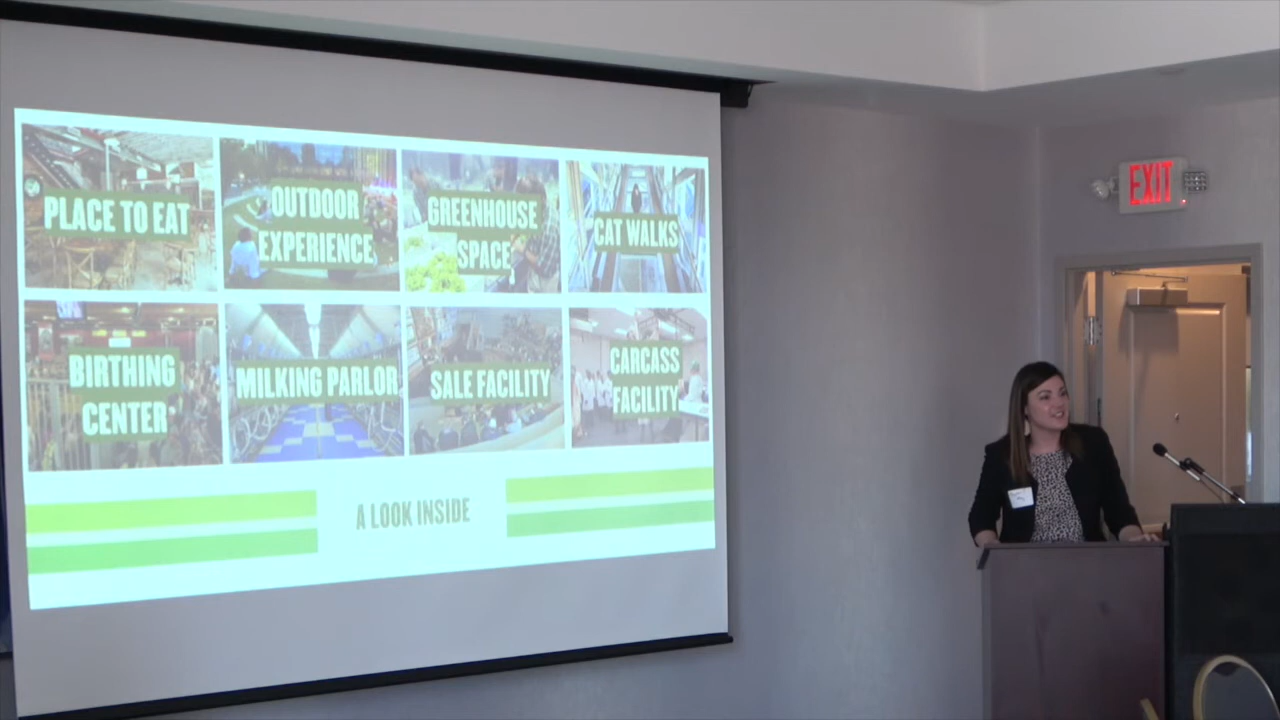 PLACE TO EAT
OUTDOOR
EXPERIENCE
GREENHOUSE
SPACE
CAT WALKS
BIRTHING
CENTER
MILKING PARLOR
SALE FACILITY
CARCASS
FACILITY
A LOOK INSIDE
EXIT